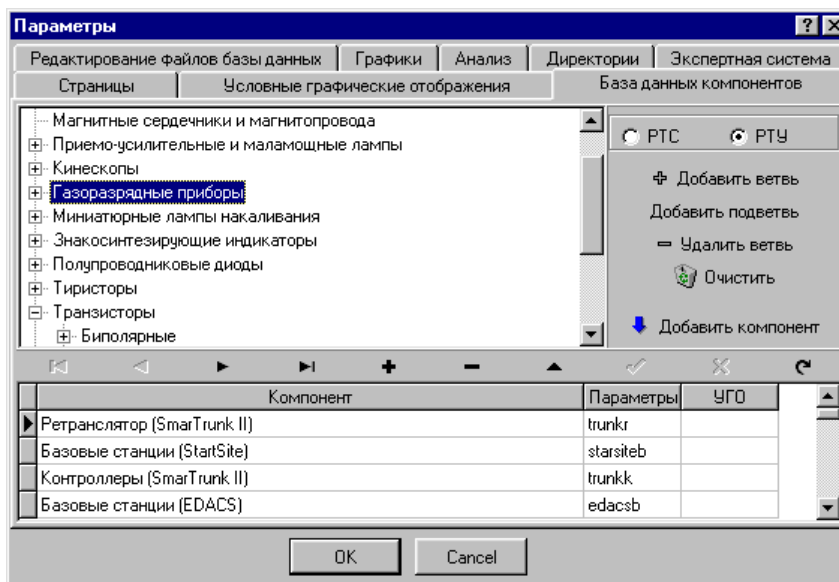 Параметры
Редактирование файлов базы данных Графики Анализ Директории Экспертная система
Страницы Условные графические отображения База данных компонентов
Магнитные сердечники и магнитопровода
Приемо-усилительные и маламощные лампы
Кинескопы
Газоразрядные приборы
Миниатюрные лампы накаливания
Знакосинтезирующие индикаторы
Полупроводниковые диоды
Тиристоры
Транзисторы
Биполярные
РТС РТУ
Добавить ветвь
Добавить подветвь
Удалить ветвь
Очистить
Добавить компонент
Компонент Параметры УГО
Ретранслятор (SmarTrunk II) trunkr
Базовые станции (StartSite) starsiteb
Контроллеры (SmarTrunk II) trunkk
Базовые станции (EDACS) edacsb
OK Cancel